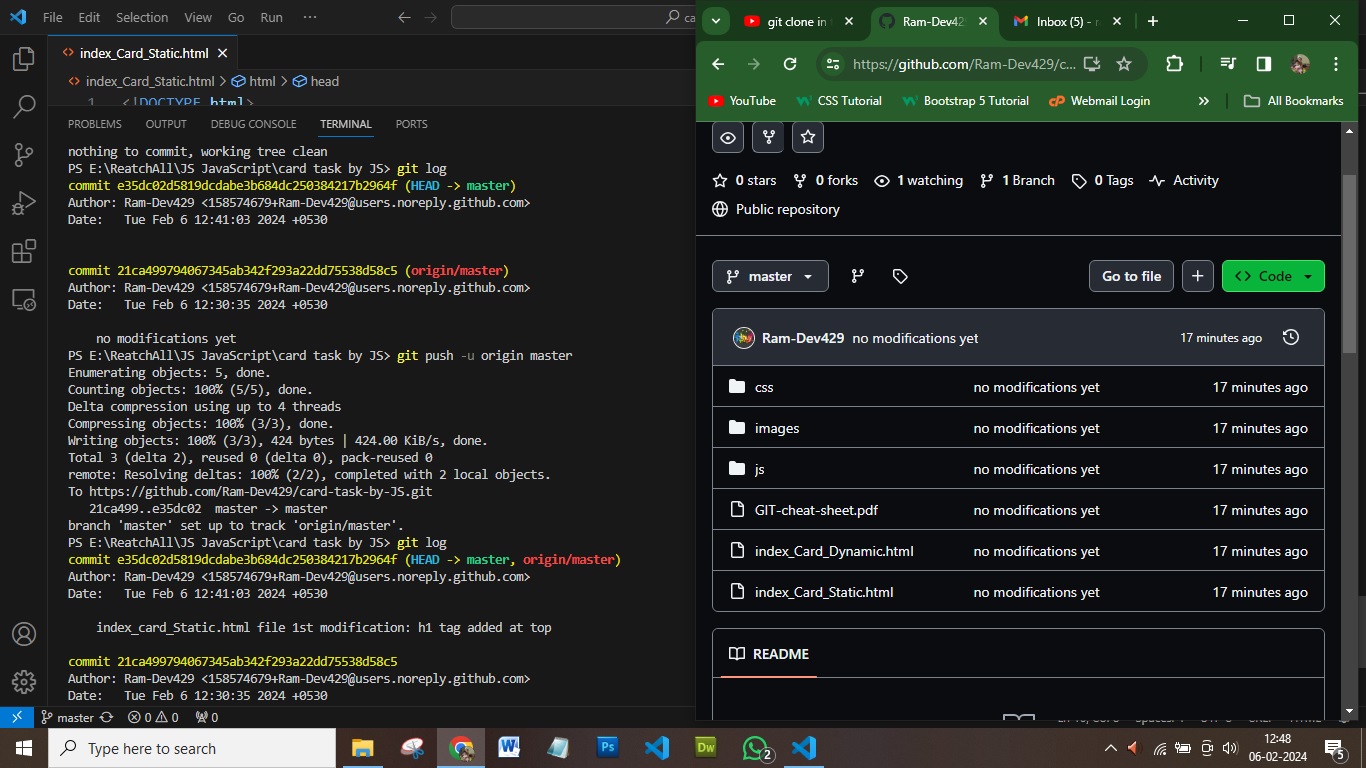 File Edit Selection View Go Run ···
ca
index_Card_Static.html
index_Card_Static.html > html > head
1 <!DOCTYPE html>
PROBLEMS OUTPUT DEBUG CONSOLE TERMINAL PORTS
nothing to commit, working tree clean
PS E:\ReatchAll\JS JavaScript\card task by JS> git log
commit e35dc02d5819dcdabe3b684dc250384217b2964f (HEAD -> master)
Author: Ram-Dev429 <158574679+Ram-Dev429@users.noreply.github.com>
Date:   Tue Feb 6 12:41:03 2024 +0530
commit 21ca499794067345ab342f293a22dd75538d58c5 (origin/master)
Author: Ram-Dev429 <158574679+Ram-Dev429@users.noreply.github.com>
Date:   Tue Feb 6 12:30:35 2024 +0530
no modifications yet
PS E:\ReatchAll\JS JavaScript\card task by JS> git push -u origin master
Enumerating objects: 5, done.
Counting objects: 100% (5/5), done.
Delta compression using up to 4 threads
Compressing objects: 100% (3/3), done.
Writing objects: 100% (3/3), 424 bytes | 424.00 KiB/s, done.
Total 3 (delta 2), reused 0 (delta 0), pack-reused 0
remote: Resolving deltas: 100% (2/2), completed with 2 local objects.
To https://github.com/Ram-Dev429/card-task-by-JS.git
21ca499..e35dc02  master -> master
branch 'master' set up to track 'origin/master'.
PS E:\ReatchAll\JS JavaScript\card task by JS> git log
commit e35dc02d5819dcdabe3b684dc250384217b2964f (HEAD -> master, origin/master)
Author: Ram-Dev429 <158574679+Ram-Dev429@users.noreply.github.com>
Date:   Tue Feb 6 12:41:03 2024 +0530
index_card_Static.html file 1st modification: h1 tag added at top
commit 21ca499794067345ab342f293a22dd75538d58c5
Author: Ram-Dev429 <158574679+Ram-Dev429@users.noreply.github.com>
Date:   Tue Feb 6 12:30:35 2024 +0530
master 0 0 0
git clone in
Ram-Dev429
Inbox (5) -
https://github.com/Ram-Dev429/c...
YouTube CSS Tutorial Bootstrap 5 Tutorial Webmail Login » All Bookmarks
0 stars 0 forks 1 watching 1 Branch 0 Tags Activity
Public repository
master Go to file + Code
Ram-Dev429 no modifications yet 17 minutes ago
css no modifications yet 17 minutes ago
images no modifications yet 17 minutes ago
js no modifications yet 17 minutes ago
GIT-cheat-sheet.pdf no modifications yet 17 minutes ago
index_Card_Dynamic.html no modifications yet 17 minutes ago
index_Card_Static.html no modifications yet 17 minutes ago
README
Type here to search
W
Ps
Dw
2
12:48
06-02-2024
5